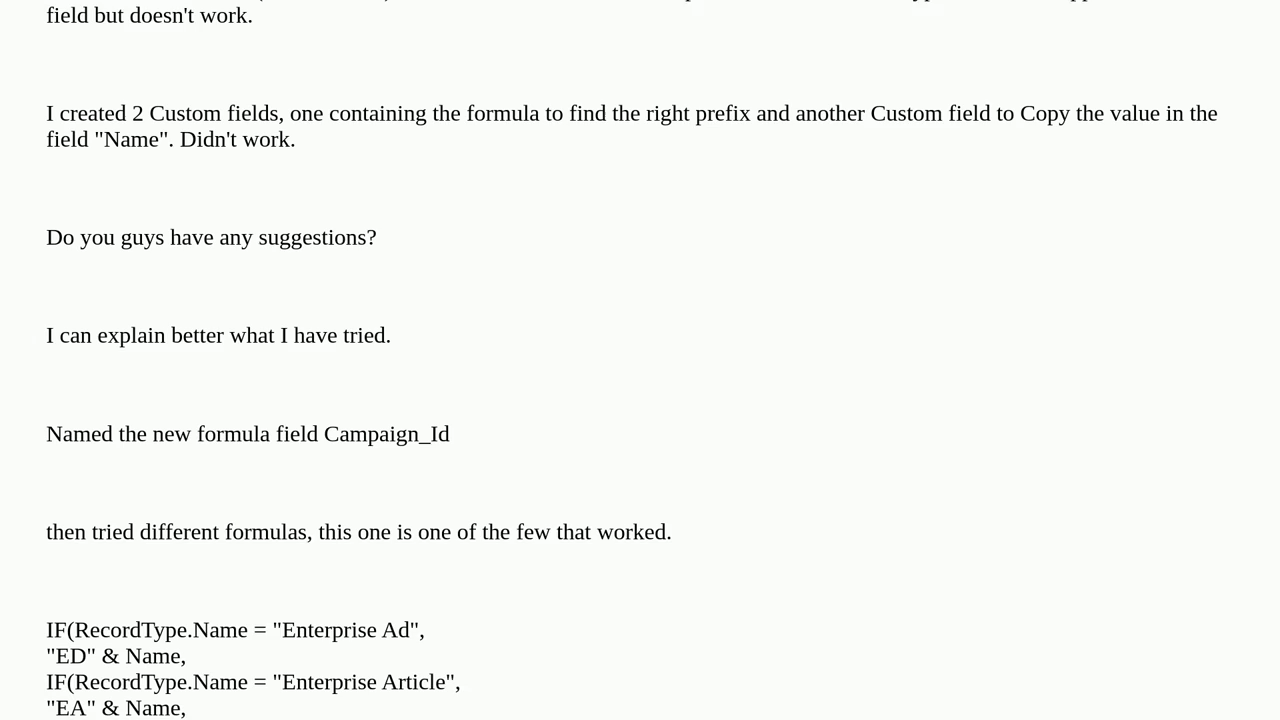 field but doesn't work.
I created 2 Custom fields, one containing the formula to find the right prefix and another Custom field to Copy the value in the
field "Name". Didn't work.
Do you guys have any suggestions?
I can explain better what I have tried.
Named the new formula field Campaign_Id
then tried different formulas, this one is one of the few that worked.
IF(RecordType.Name = "Enterprise Ad",
"ED" & Name,
IF(RecordType.Name = "Enterprise Article",
"EA" & Name,